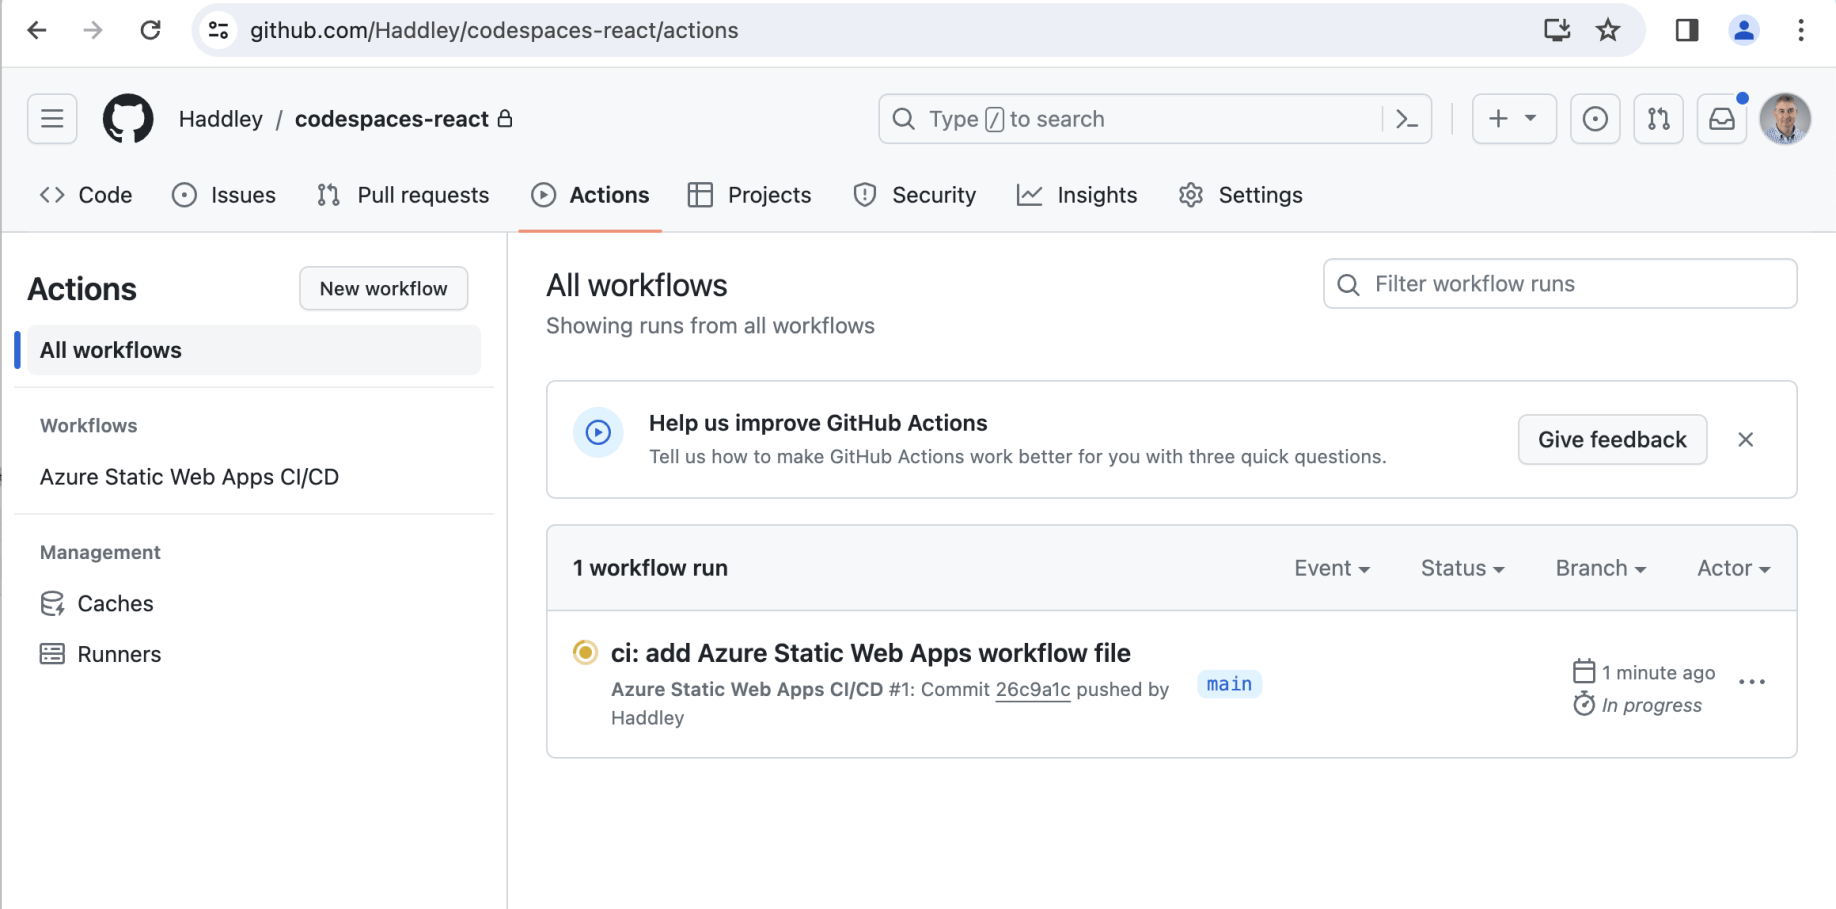 github.com/Haddley/codespaces-react/actions
Haddley / codespaces-react
Type / to search
Code Issues Pull requests Actions Projects Security Insights Settings
Actions
New workflow
All workflows
Workflows
Azure Static Web Apps CI/CD
Management
Caches
Runners
All workflows
Showing runs from all workflows
Filter workflow runs
Help us improve GitHub Actions
Tell us how to make GitHub Actions work better for you with three quick questions.
Give feedback
1 workflow run
Event Status Branch Actor
ci: add Azure Static Web Apps workflow file
Azure Static Web Apps CI/CD #1: Commit 26c9a1c pushed by
Haddley
main
1 minute ago
In progress